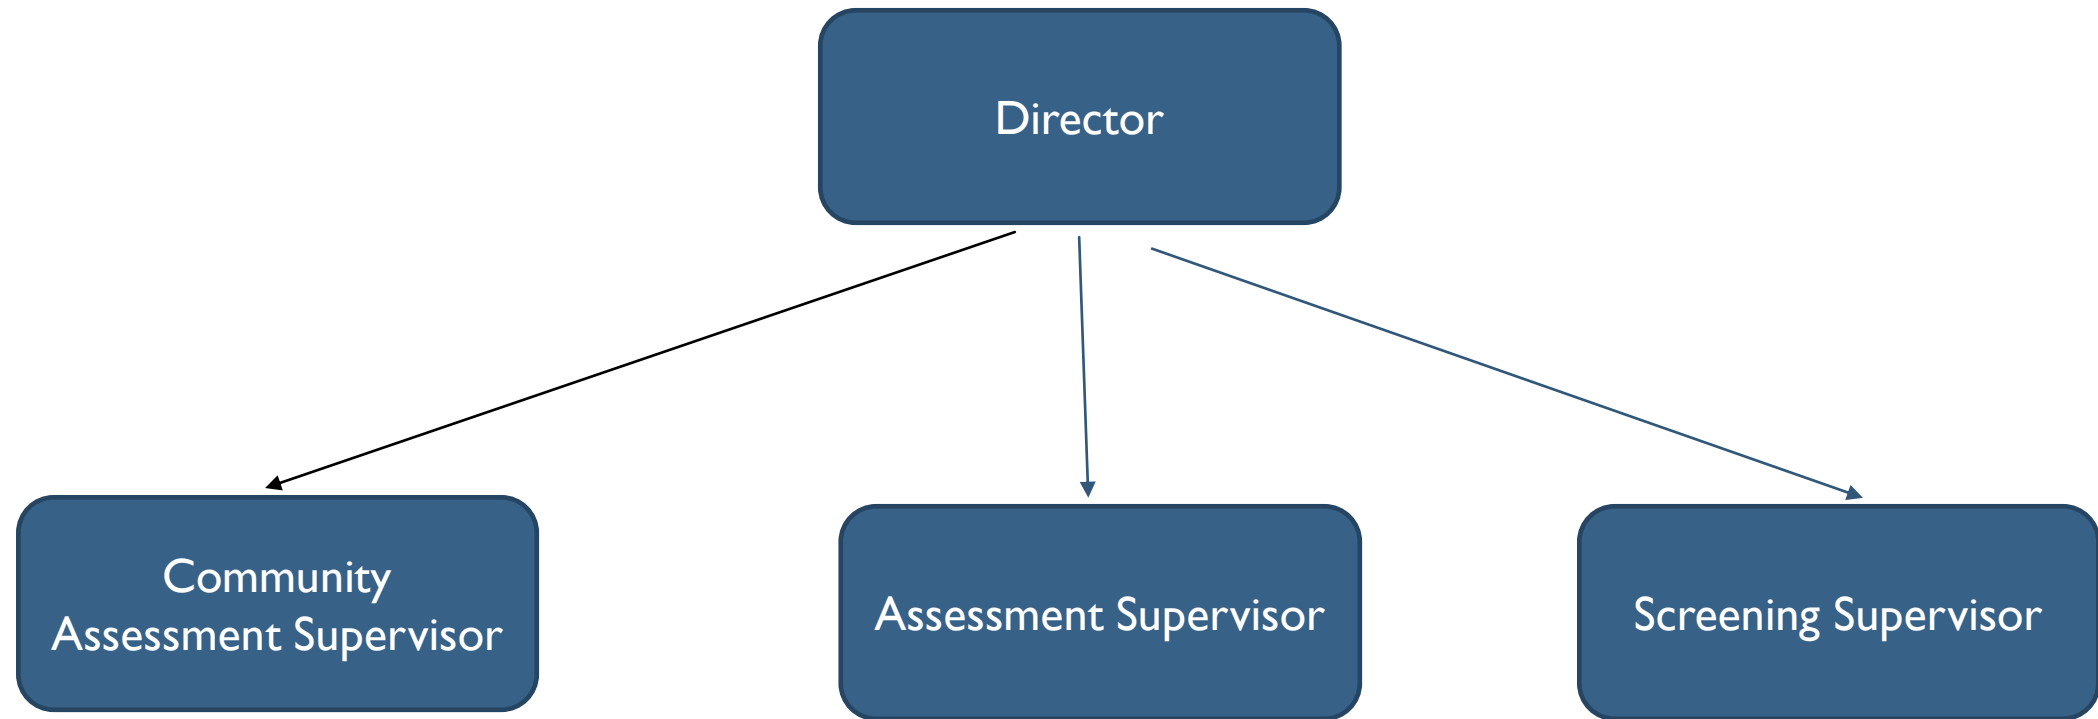 Director
Community
Assessment Supervisor
Assessment Supervisor
Screening Supervisor